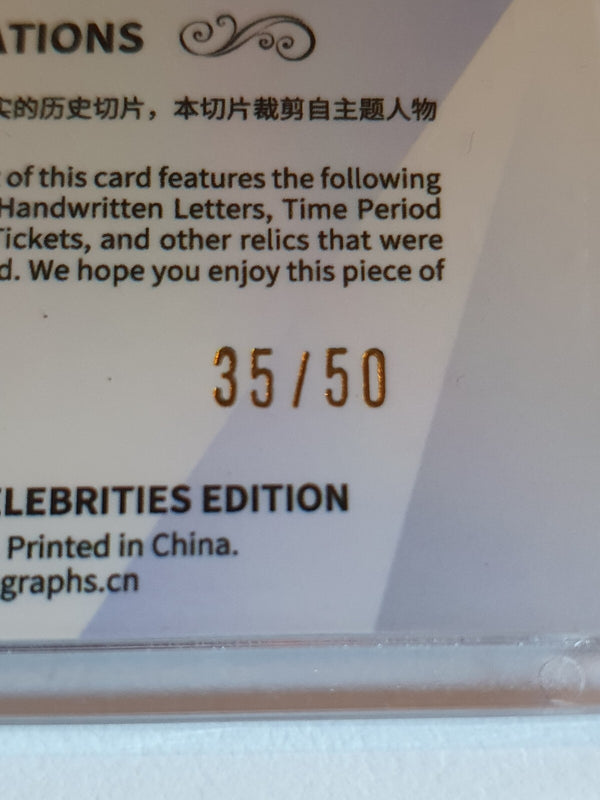 ATIONS
实的历史切片，本切片裁剪自主题人物
of this card features the following
Handwritten Letters, Time Period
Tickets, and other relics that were
d. We hope you enjoy this piece of
35/50
ELEBRITIES EDITION
Printed in China.
graphs.cn